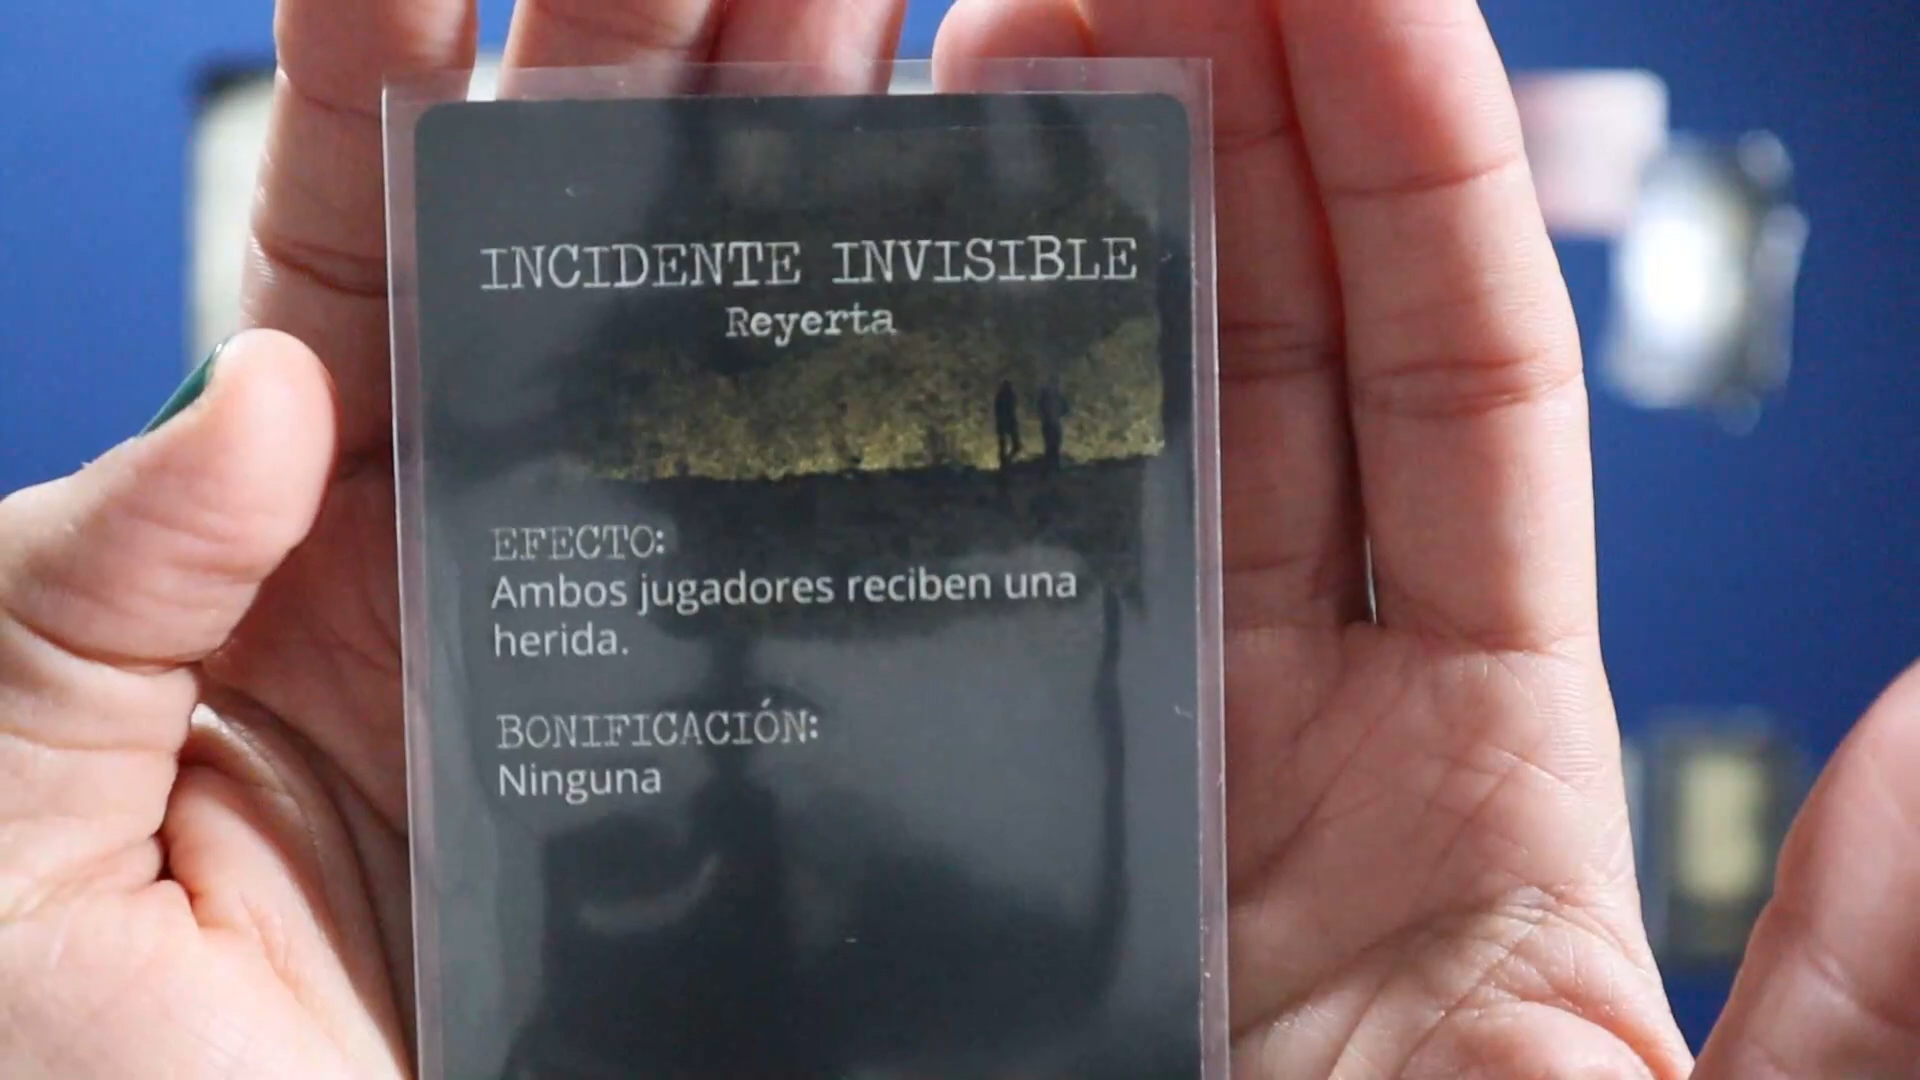 INCIDENTE INVISIBLE
Reyerta
EFECTO:
Ambos jugadores reciben una
herida.
BONIFICACIÓN:
Ninguna